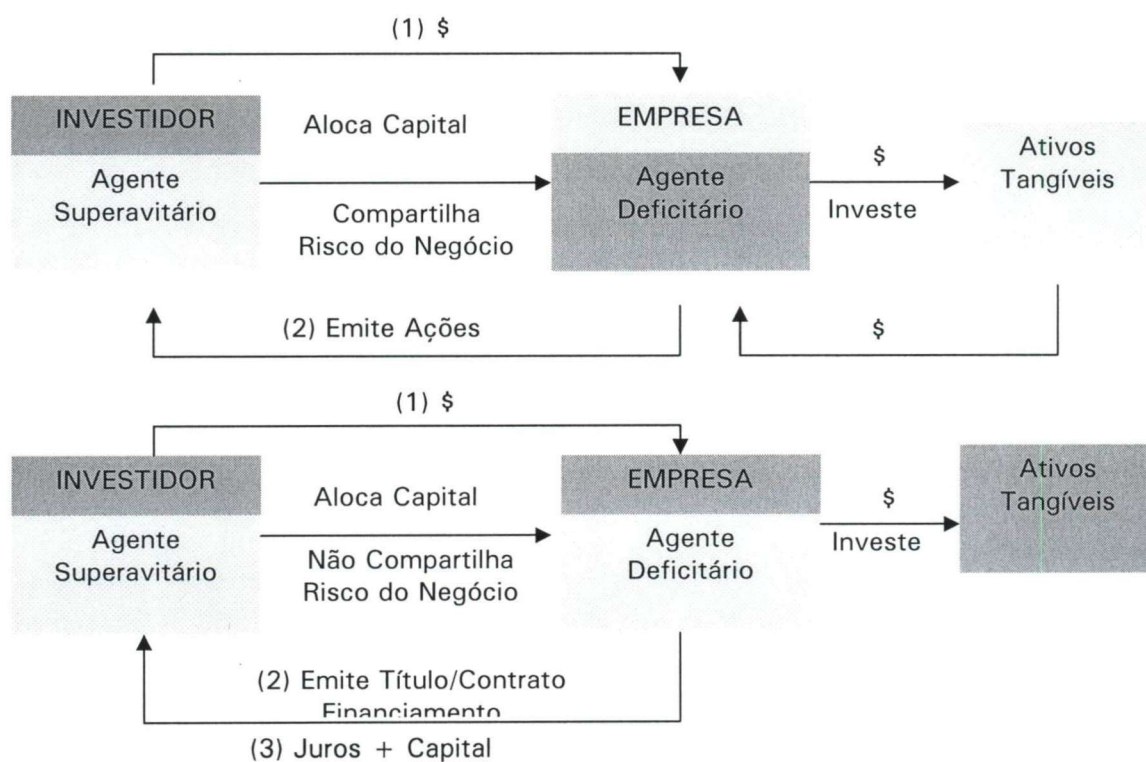 (1) $
INVESTIDOR
Agente
Superavitário
Aloca Capital
Compartilha
Risco do Negócio
EMPRESA
Agente
Deficitário
$
Investe
Ativos
Tangíveis
(2) Emite Ações
$
(1) $
INVESTIDOR
Agente
Superavitário
Aloca Capital
Não Compartilha
Risco do Negócio
EMPRESA
Agente
Deficitário
$
Investe
Ativos
Tangíveis
(2) Emite Título/Contrato
Financiamento
(3) Juros + Capital